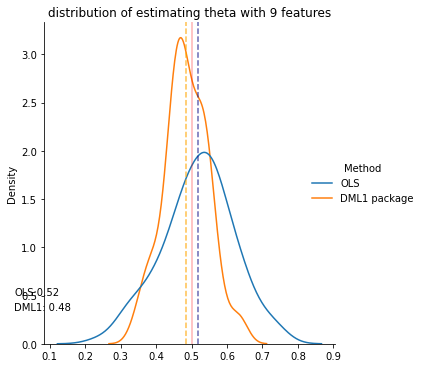 distribution of estimating theta with 9 features
3.0
2.5
2.0
1.5
1.0
0.5
0.0
Density
OLS:0.52
DML1: 0.48
0.1 0.2 0.3 0.4 0.5 0.6 0.7 0.8 0.9
Method
OLS
DML1 package